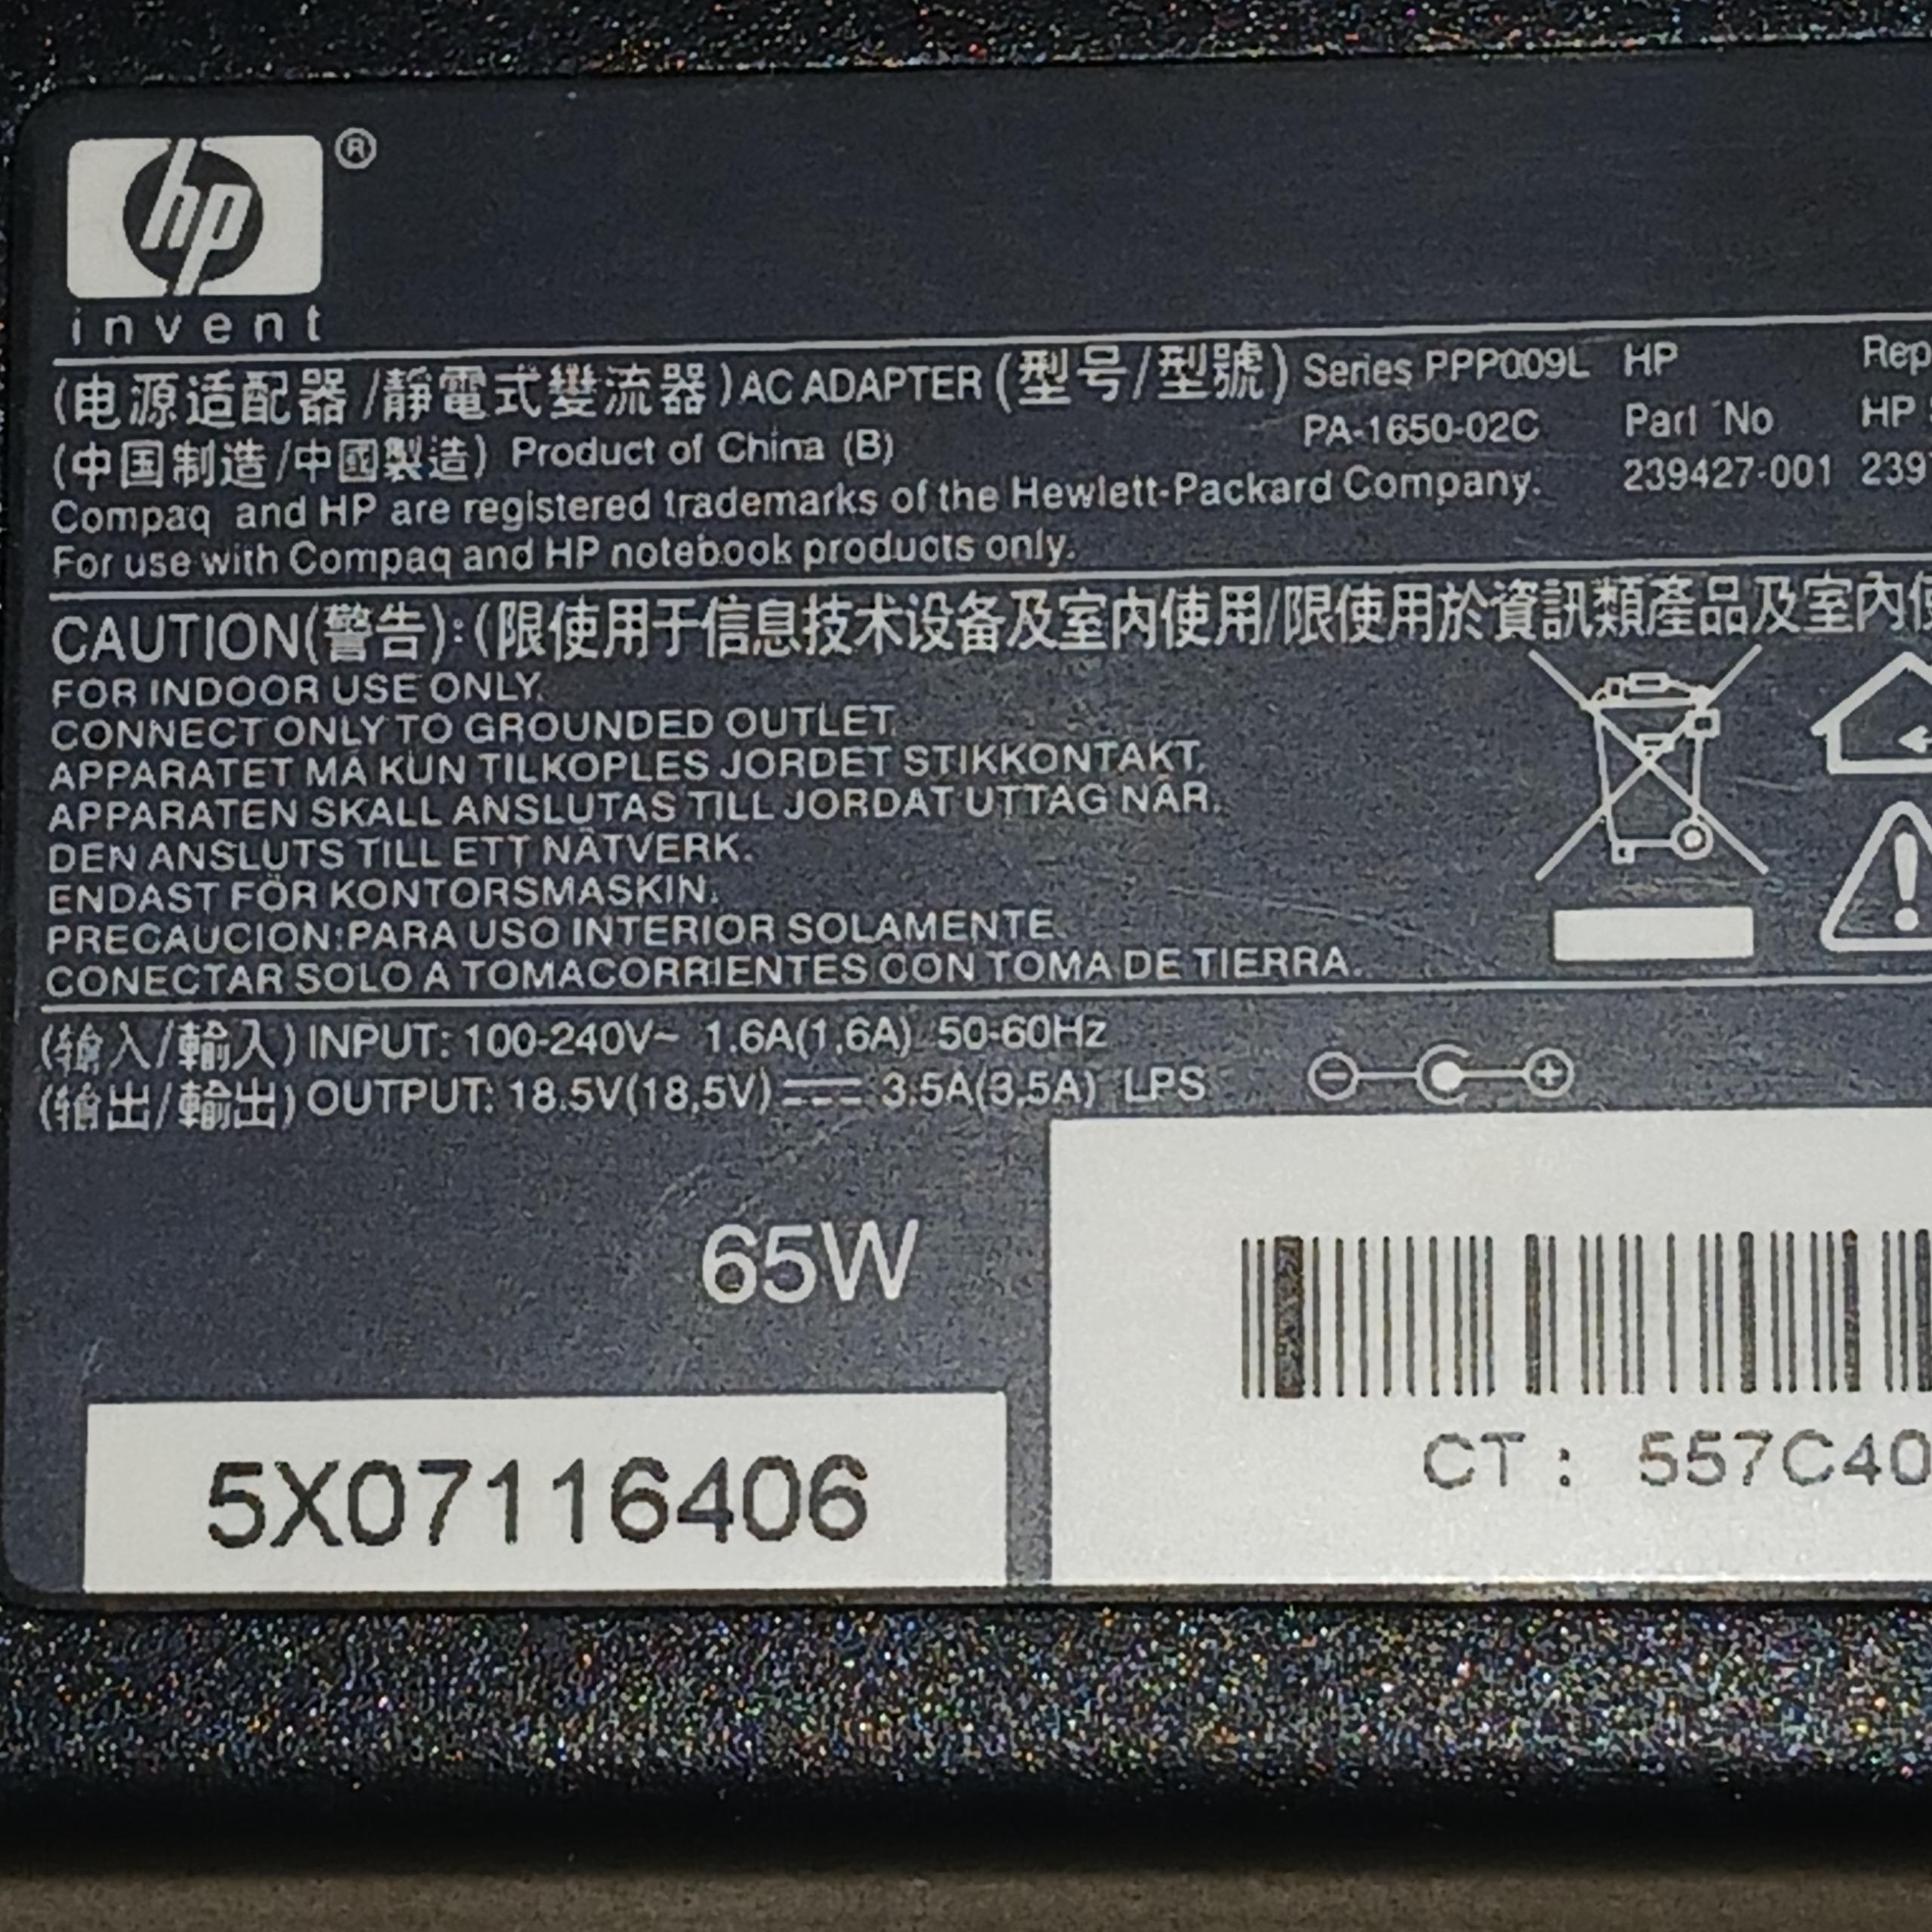 hp ®
invent
(电源适配器/靜電式變流器)AC ADAPTER (型号/型號) Series PPP009L HP Rep
PA-1650-02C Part No HP
(中国制造/中國製造) Product of China (B)
239427-001 239
Compaq and HP are registered trademarks of the Hewlett-Packard Company.
For use with Compaq and HP notebook products only.
CAUTION(警告):(限使用于信息技术设备及室内使用/限使用於資訊類產品及室內
FOR INDOOR USE ONLY.
CONNECT ONLY TO GROUNDED OUTLET.
APPARATET MÅ KUN TILKOPLES JORDET STIKKONTAKT.
APPARATEN SKALL ANSLUTAS TILL JORDAT UTTAG NÄR.
DEN ANSLUTS TILL ETT NÄTVERK.
ENDAST FÖR KONTORSMASKIN.
PRECAUCION:PARA USO INTERIOR SOLAMENTE.
CONECTAR SOLO A TOMACORRIENTES CON TOMA DE TIERRA.
(输入/輸入) INPUT: 100-240V~ 1.6A(1,6A) 50-60Hz
(输出/輸出) OUTPUT: 18.5V(18,5V) ⎓ 3.5A(3,5A) LPS
65W
5X07116406
CT: 557C40